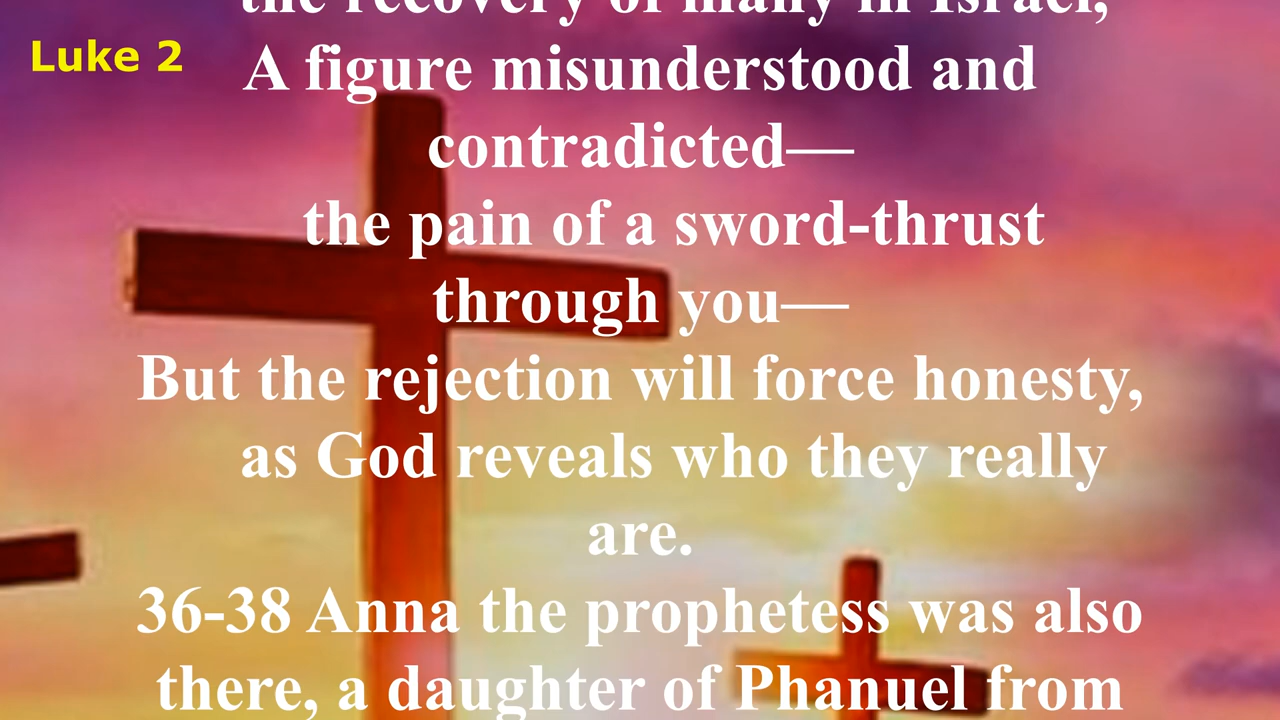 the recovery of many in Israel,
Luke 2
A figure misunderstood and
contradicted—
the pain of a sword-thrust
through you—
But the rejection will force honesty,
as God reveals who they really
are.
36-38 Anna the prophetess was also
there, a daughter of Phanuel from